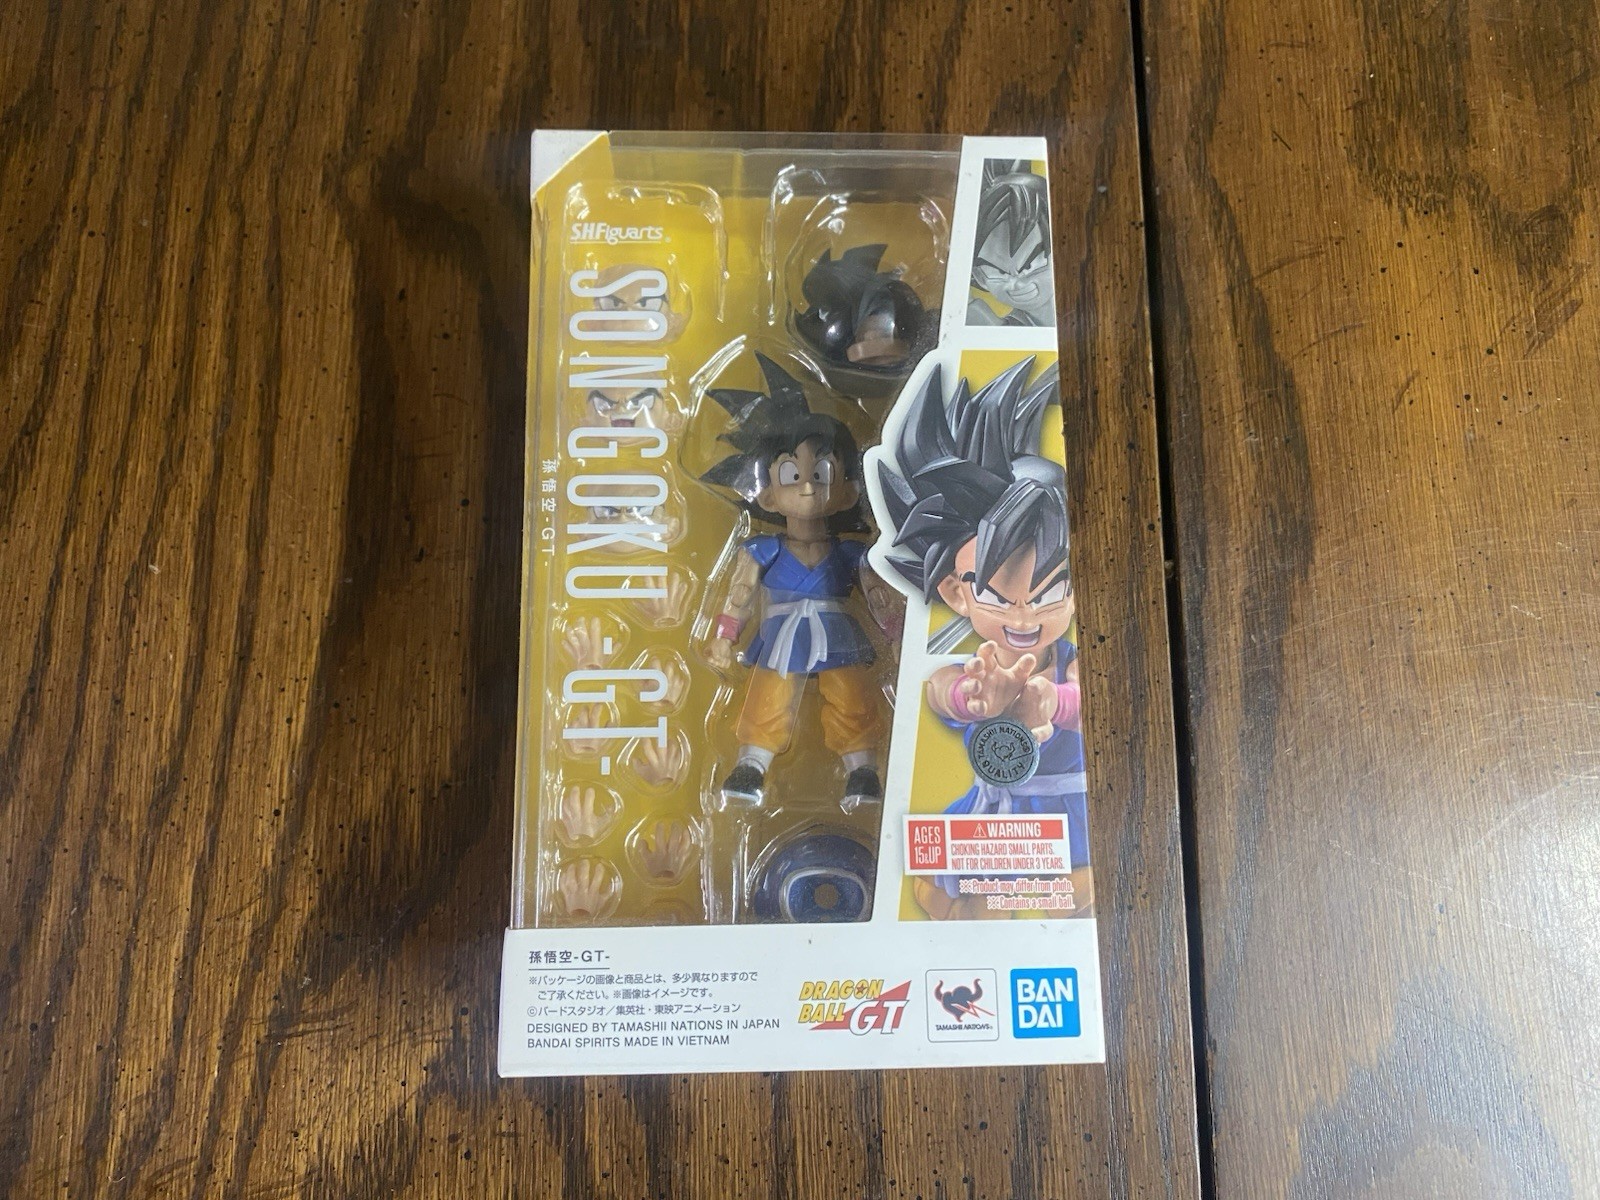 S.H.Figuarts
SON GOKU -GT-
孫悟空-GT-
TAMASHII NATIONS
QUALITY
AGES
15&UP
⚠WARNING
CHOKING HAZARD SMALL PARTS.
NOT FOR CHILDREN UNDER 3 YEARS.
※Product may differ from photo.
※Contains a small ball.
孫悟空-GT-
※パッケージの画像と商品とは、多少異なりますので
ご了承ください。※画像はイメージです。
©バードスタジオ/集英社・東映アニメーション
DESIGNED BY TAMASHII NATIONS IN JAPAN
BANDAI SPIRITS MADE IN VIETNAM
DRAGON
BALL GT
TAMASHII NATIONS
BAN
DAI